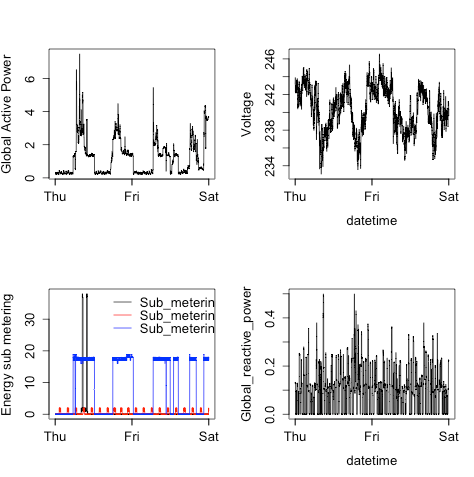 Global Active Power
0 2 4 6
Thu Fri Sat
Voltage
234 238 242 246
Thu Fri Sat
datetime
Energy sub metering
0 10 20 30
Sub_meterin
Sub_meterin
Sub_meterin
Thu Fri Sat
Global_reactive_power
0.0 0.2 0.4
Thu Fri Sat
datetime